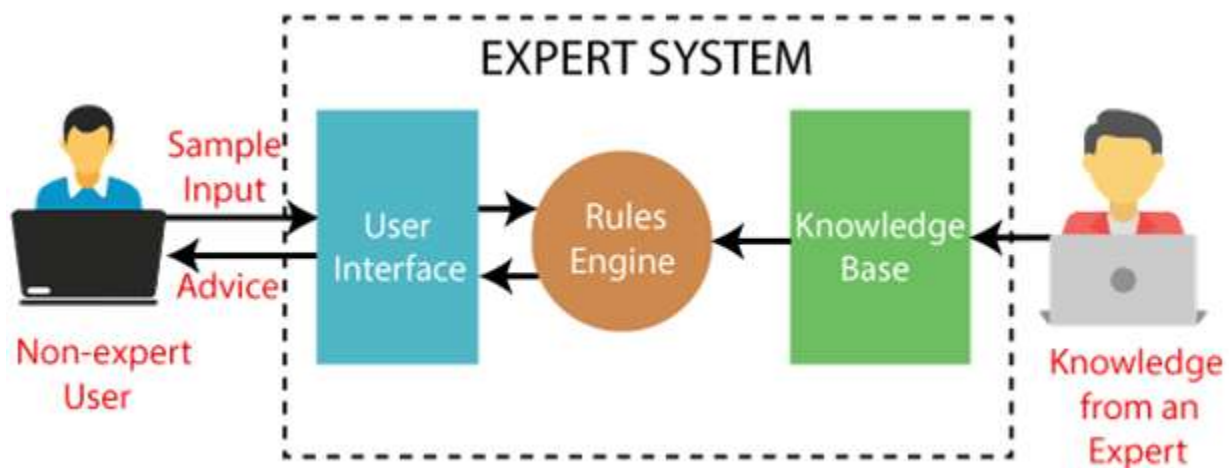 EXPERT SYSTEM
Sample
Input
User
Interface
Advice
Non-expert
User
Rules
Engine
Knowledge
Base
Knowledge
from an
Expert